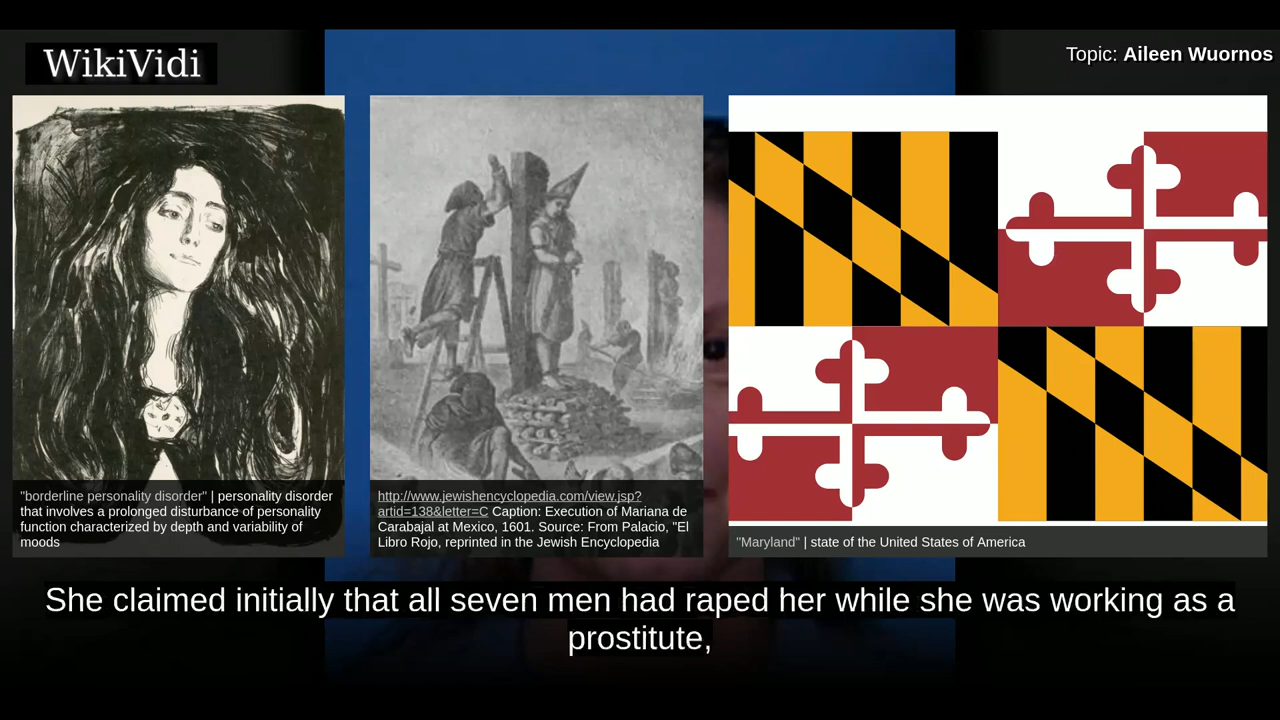 WikiVidi
Topic: Aileen Wuornos
"borderline personality disorder" | personality disorder
that involves a prolonged disturbance of personality
function characterized by depth and variability of
moods
http://www.jewishencyclopedia.com/view.jsp?
artid=138&letter=C Caption: Execution of Mariana de
Carabajal at Mexico, 1601. Source: From Palacio, "El
Libro Rojo, reprinted in the Jewish Encyclopedia
"Maryland" | state of the United States of America
She claimed initially that all seven men had raped her while she was working as a
prostitute,